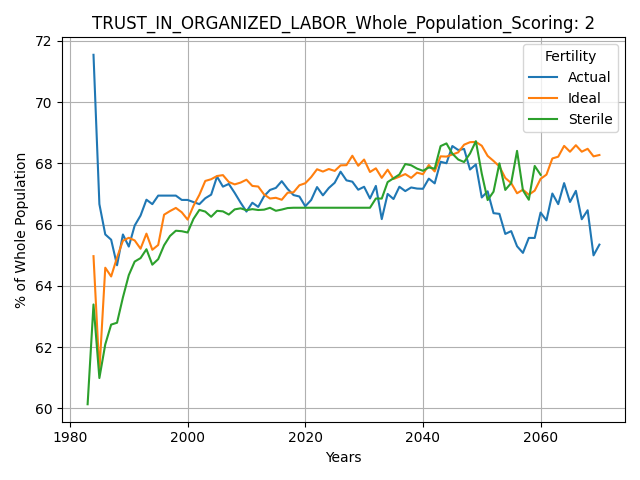 TRUST_IN_ORGANIZED_LABOR_Whole_Population_Scoring: 2
Fertility
Actual
Ideal
Sterile
% of Whole Population
72
70
68
66
64
62
60
1980
2000
2020
2040
2060
Years